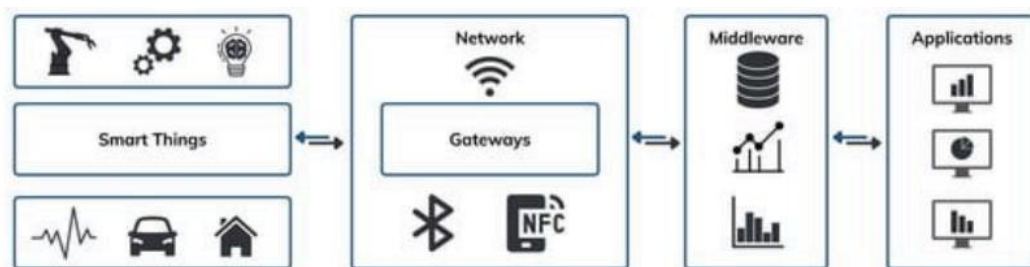 Network
Middleware
Applications
Smart Things
Gateways
NFC